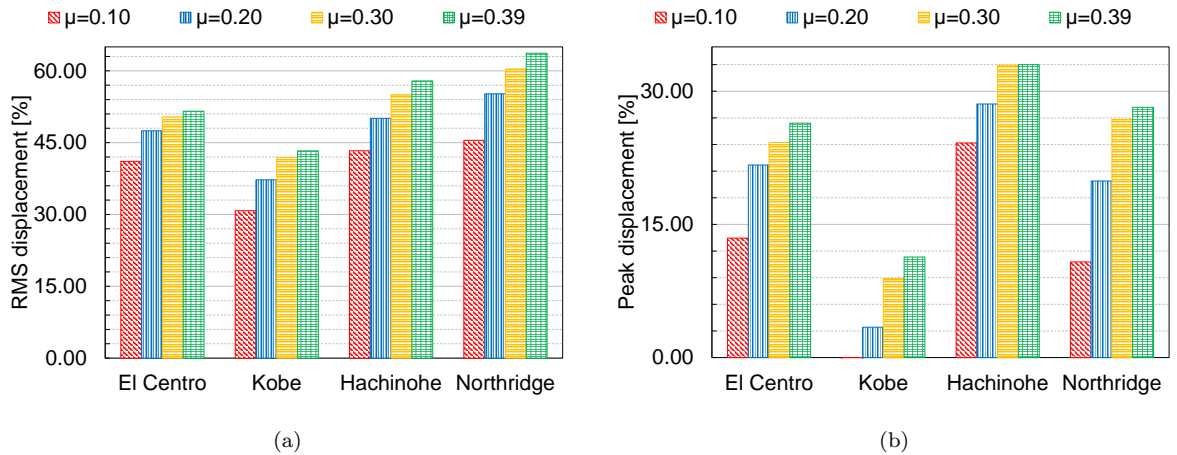 μ=0.10 μ=0.20 μ=0.30 μ=0.39
RMS displacement [%]
60.00
45.00
30.00
15.00
0.00
El Centro Kobe Hachinohe Northridge
(a)
μ=0.10 μ=0.20 μ=0.30 μ=0.39
Peak displacement [%]
30.00
15.00
0.00
El Centro Kobe Hachinohe Northridge
(b)